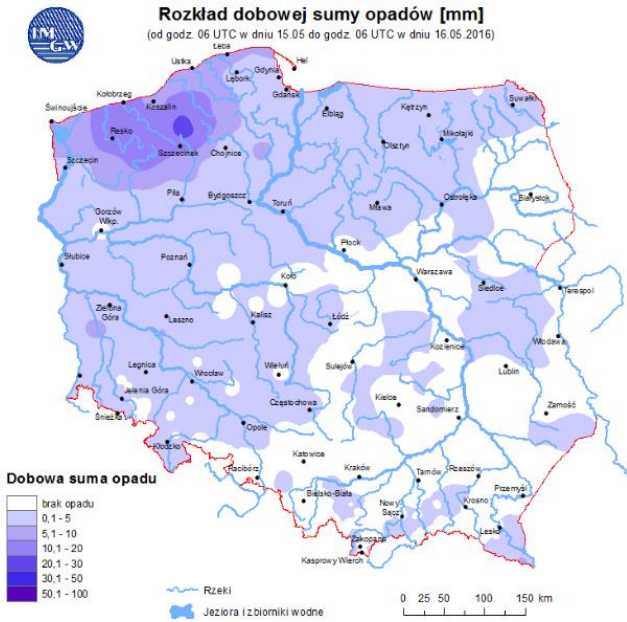 IM
GW
Rozkład dobowej sumy opadów [mm]
(od godz. 06 UTC w dniu 15.05 do godz. 06 UTC w dniu 16.05.2016)
Łeba
Hel
Ustka
Lębork
Gdynia
Gdańsk
Kołobrzeg
Koszalin
Świnoujście
Elbląg
Kętrzyn
Suwałki
Resko
Szczecinek
Chojnice
Olsztyn
Mikołajki
Szczecin
Piła
Bydgoszcz
Toruń
Mława
Ostrołęka
Białystok
Gorzów
Wlkp.
Płock
Słubice
Poznań
Koło
Warszawa
Siedlce
Terespol
Zielona
Góra
Leszno
Kalisz
Łódź
Kozienice
Włodawa
Legnica
Wrocław
Wieluń
Sulejów
Lublin
Jelenia Góra
Śnieżka
Częstochowa
Kielce
Sandomierz
Zamość
Opole
Kłodzko
Racibórz
Katowice
Kraków
Tarnów
Rzeszów
Przemyśl
Bielsko-Biała
Nowy
Sącz
Krosno
Lesko
Zakopane
Kasprowy Wierch
Dobowa suma opadu
brak opadu
0,1 - 5
5,1 - 10
10,1 - 20
20,1 - 30
30,1 - 50
50,1 - 100
Rzeki
Jeziora i zbiorniki wodne
0 25 50 100 150 km